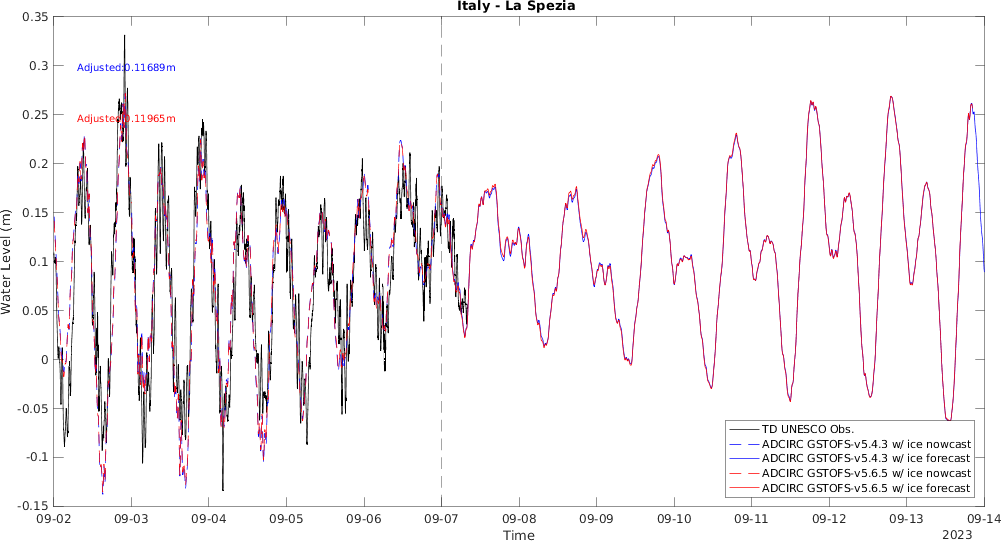 Italy - La Spezia
0.35
0.3
0.25
0.2
0.15
0.1
0.05
0
-0.05
-0.1
-0.15
Water Level (m)
Adjusted:0.11689m
Adjusted:0.11965m
TD UNESCO Obs.
ADCIRC GSTOFS-v5.4.3 w/ ice nowcast
ADCIRC GSTOFS-v5.4.3 w/ ice forecast
ADCIRC GSTOFS-v5.6.5 w/ ice nowcast
ADCIRC GSTOFS-v5.6.5 w/ ice forecast
09-02 09-03 09-04 09-05 09-06 09-07 09-08 09-09 09-10 09-11 09-12 09-13 09-14
Time
2023